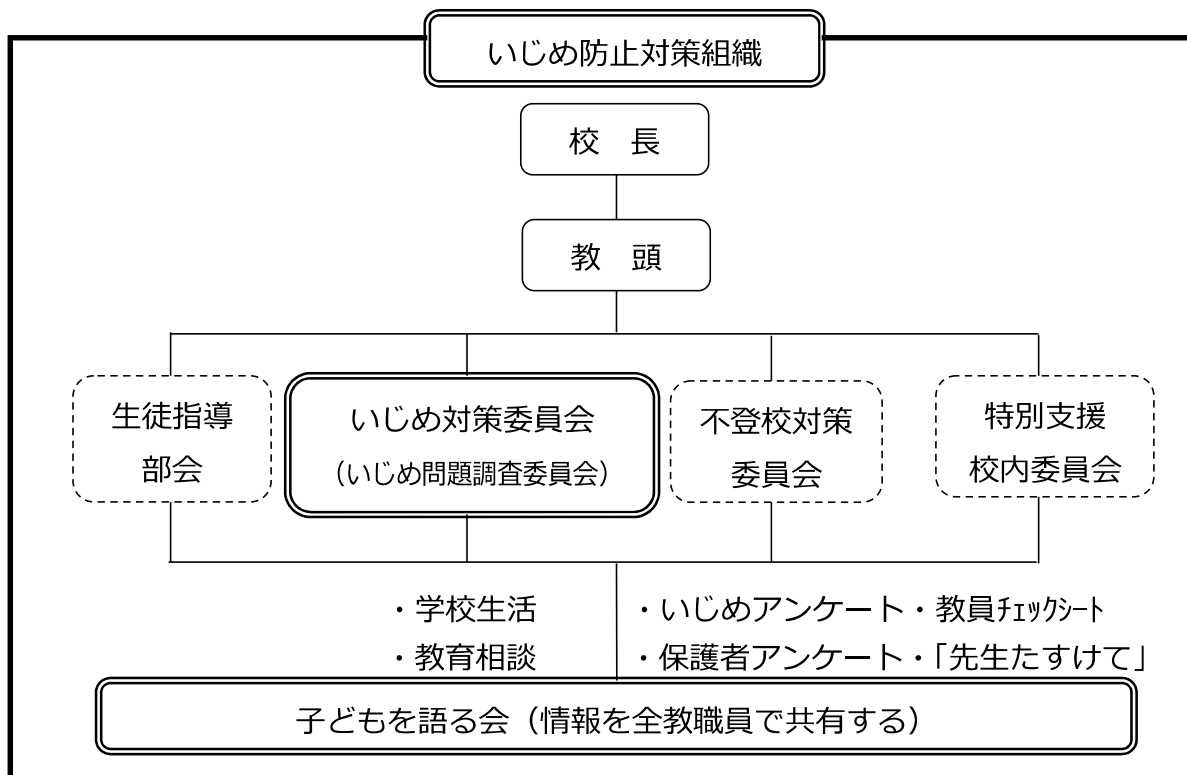 いじめ防止対策組織
校　長
教　頭
生徒指導
部会
いじめ対策委員会
（いじめ問題調査委員会）
不登校対策
委員会
特別支援
校内委員会
・学校生活
・教育相談
・いじめアンケート・教員ﾁｪｯｸｼｰﾄ
・保護者アンケート・「先生たすけて」
子どもを語る会（情報を全教職員で共有する）